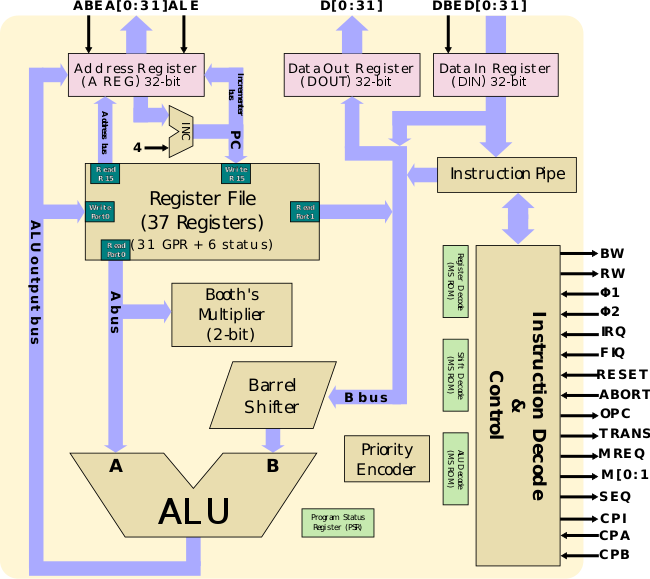 ABE A[0:31] ALE
D[0:31]
DBE D[0:31]
Address Register
(A REG) 32-bit
Data Out Register
(DOUT) 32-bit
Data In Register
(DIN) 32-bit
Incrementer
bus
Address bus
INC
4
PC
Read
R15
Write
R15
Instruction Pipe
Register File
(37 Registers)
(31 GPR + 6 status)
Write
Port0
Read
Port1
Read
Port0
ALU output bus
A bus
Booth's
Multiplier
(2-bit)
Barrel
Shifter
B bus
Priority
Encoder
A
B
ALU
Program Status
Register (PSR)
Register Decode
(MS ROM)
Shift Decode
(MS ROM)
ALU Decode
(MS ROM)
Instruction Decode
&
Control
BW
RW
Φ1
Φ2
IRQ
FIQ
RESET
ABORT
OPC
TRANS
MREQ
M[0:1
SEQ
CPI
CPA
CPB